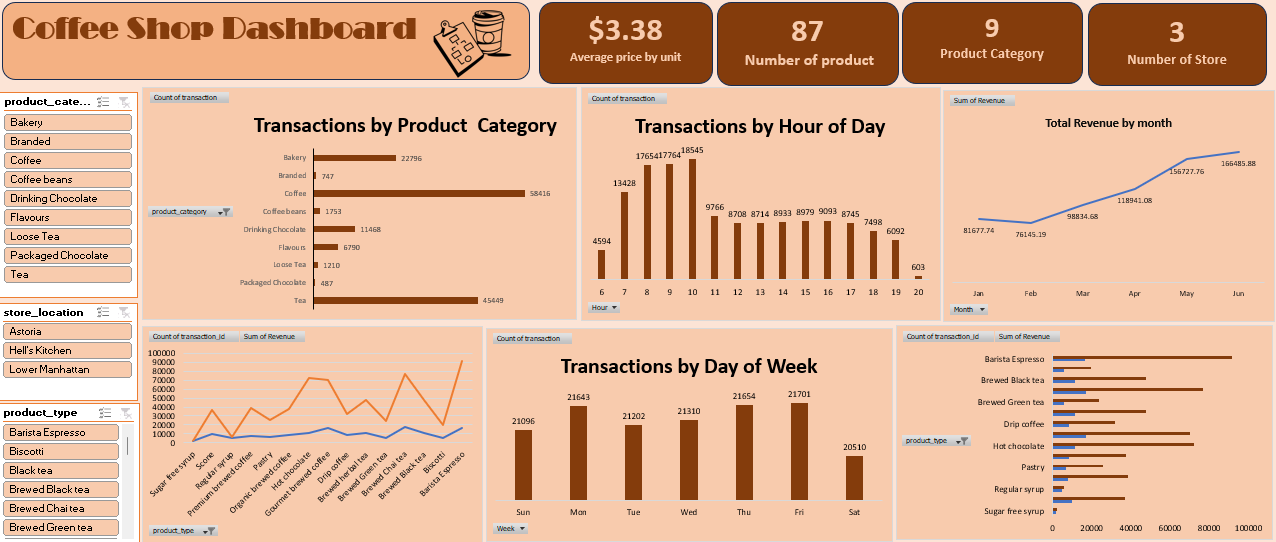 Coffee Shop Dashboard
$3.38
Average price by unit
87
Number of product
9
Product Category
3
Number of Store
product_cate...
Bakery
Branded
Coffee
Coffee beans
Drinking Chocolate
Flavours
Loose Tea
Packaged Chocolate
Tea
store_location
Astoria
Hell's Kitchen
Lower Manhattan
product_type
Barista Espresso
Biscotti
Black tea
Brewed Black tea
Brewed Chai tea
Brewed Green tea
Count of transaction
Transactions by Product Category
product_category
Bakery 22796
Branded 747
Coffee 58416
Coffee beans 1753
Drinking Chocolate 11468
Flavours 6790
Loose Tea 1210
Packaged Chocolate 487
Tea 45449
Count of transaction
Transactions by Hour of Day
4594 13428 17654 17764 18545 9766 8708 8714 8933 8979 9093 8745 7498 6092 603
6 7 8 9 10 11 12 13 14 15 16 17 18 19 20
Hour
Sum of Revenue
Total Revenue by month
81677.74 76145.19 98834.68 118941.08 156727.76 166485.88
Jan Feb Mar Apr May Jun
Month
Count of transaction_id Sum of Revenue
100000
90000
80000
70000
60000
50000
40000
30000
20000
10000
0
Sugar free syrup
Scone
Regular syrup
Premium brewed coffee
Pastry
Organic brewed coffee
Hot chocolate
Gourmet brewed coffee
Drip coffee
Brewed herbal tea
Brewed Green tea
Brewed Chai tea
Brewed Black tea
Biscotti
Barista Espresso
product_type
Count of transaction
Transactions by Day of Week
21096 21643 21202 21310 21654 21701 20510
Sun Mon Tue Wed Thu Fri Sat
Week
Count of transaction_id Sum of Revenue
product_type
Barista Espresso
Brewed Black tea
Brewed Green tea
Drip coffee
Hot chocolate
Pastry
Regular syrup
Sugar free syrup
0 20000 40000 60000 80000 100000